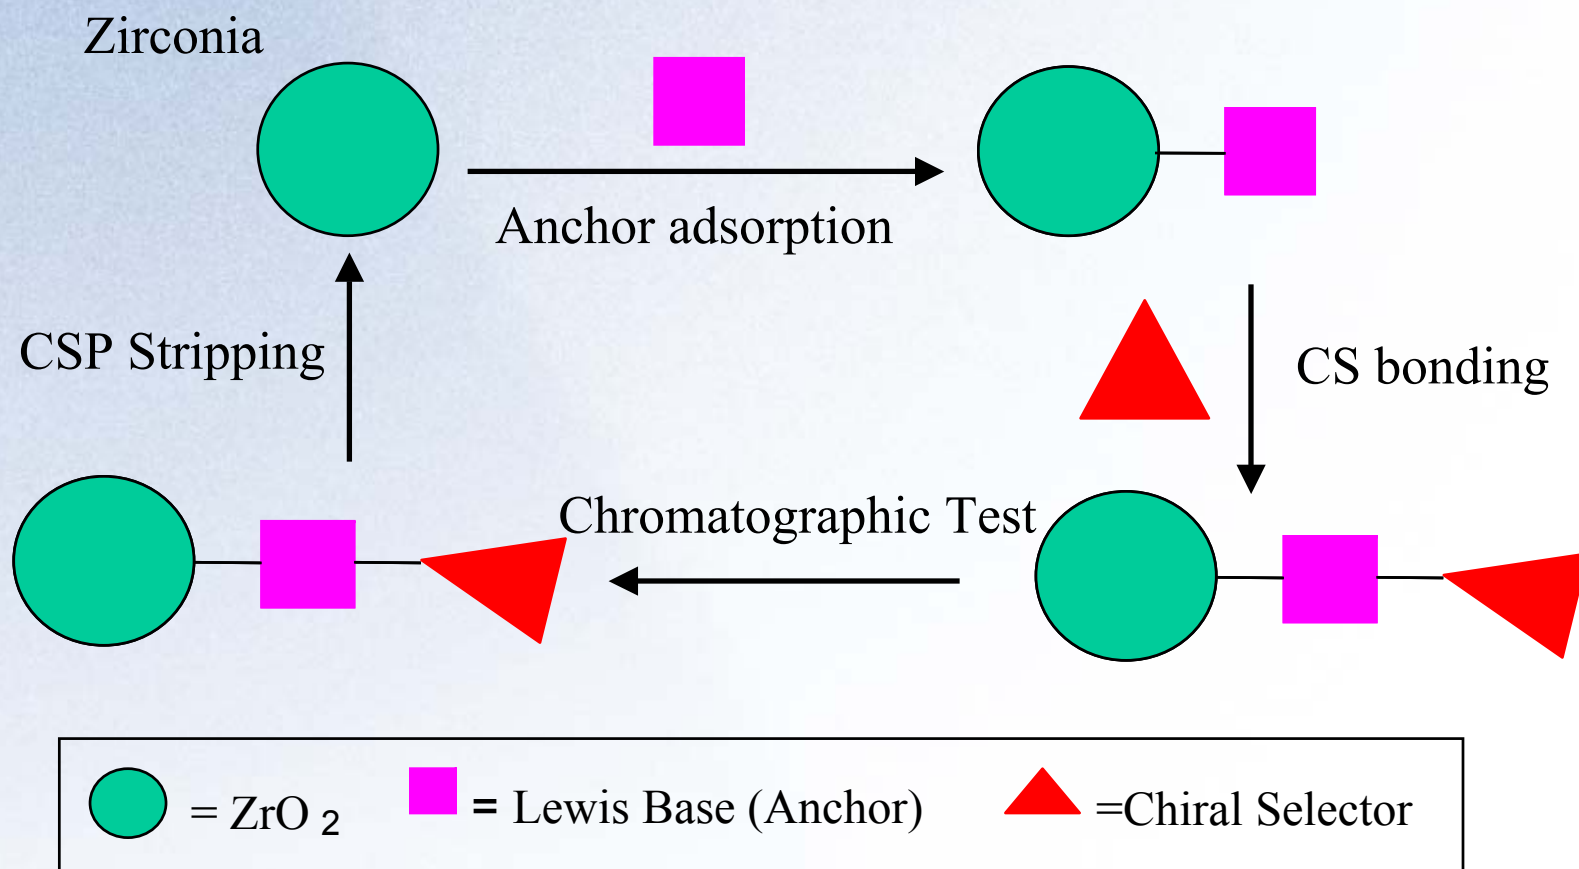 Zirconia
Anchor adsorption
CSP Stripping
CS bonding
Chromatographic Test
= ZrO 2
= Lewis Base (Anchor)
=Chiral Selector